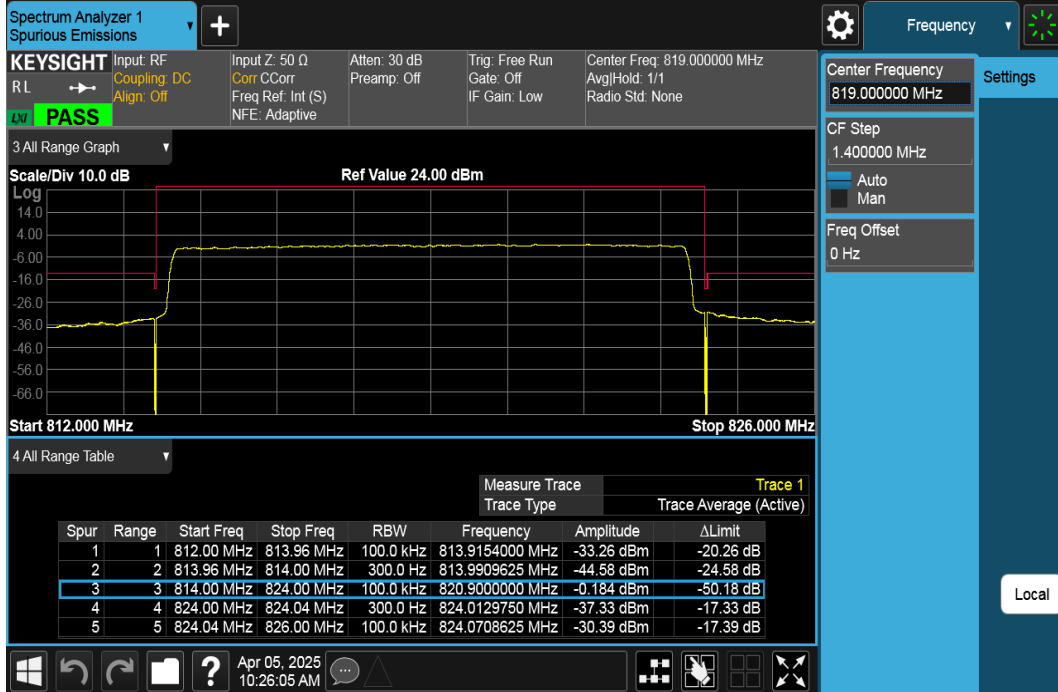 Spectrum Analyzer 1
Spurious Emissions
+
Frequency
KEYSIGHT
RL
LXI PASS
Input: RF
Coupling: DC
Align: Off
Input Z: 50 Ω
Corr CCorr
Freq Ref: Int (S)
NFE: Adaptive
Atten: 30 dB
Preamp: Off
Trig: Free Run
Gate: Off
IF Gain: Low
Center Freq: 819.000000 MHz
Avg|Hold: 1/1
Radio Std: None
Center Frequency
819.000000 MHz
Settings
CF Step
1.400000 MHz
Auto
Man
Freq Offset
0 Hz
3 All Range Graph
Scale/Div 10.0 dB Ref Value 24.00 dBm
Log
14.0
4.00
-6.00
-16.0
-26.0
-36.0
-46.0
-56.0
-66.0
Start 812.000 MHz Stop 826.000 MHz
4 All Range Table
Measure Trace Trace 1
Trace Type Trace Average (Active)
Spur Range Start Freq Stop Freq RBW Frequency Amplitude ΔLimit
1 1 812.00 MHz 813.96 MHz 100.0 kHz 813.9154000 MHz -33.26 dBm -20.26 dB
2 2 813.96 MHz 814.00 MHz 300.0 Hz 813.9909625 MHz -44.58 dBm -24.58 dB
3 3 814.00 MHz 824.00 MHz 100.0 kHz 820.9000000 MHz -0.184 dBm -50.18 dB
4 4 824.00 MHz 824.04 MHz 300.0 Hz 824.0129750 MHz -37.33 dBm -17.33 dB
5 5 824.04 MHz 826.00 MHz 100.0 kHz 824.0708625 MHz -30.39 dBm -17.39 dB
Local
?
Apr 05, 2025
10:26:05 AM